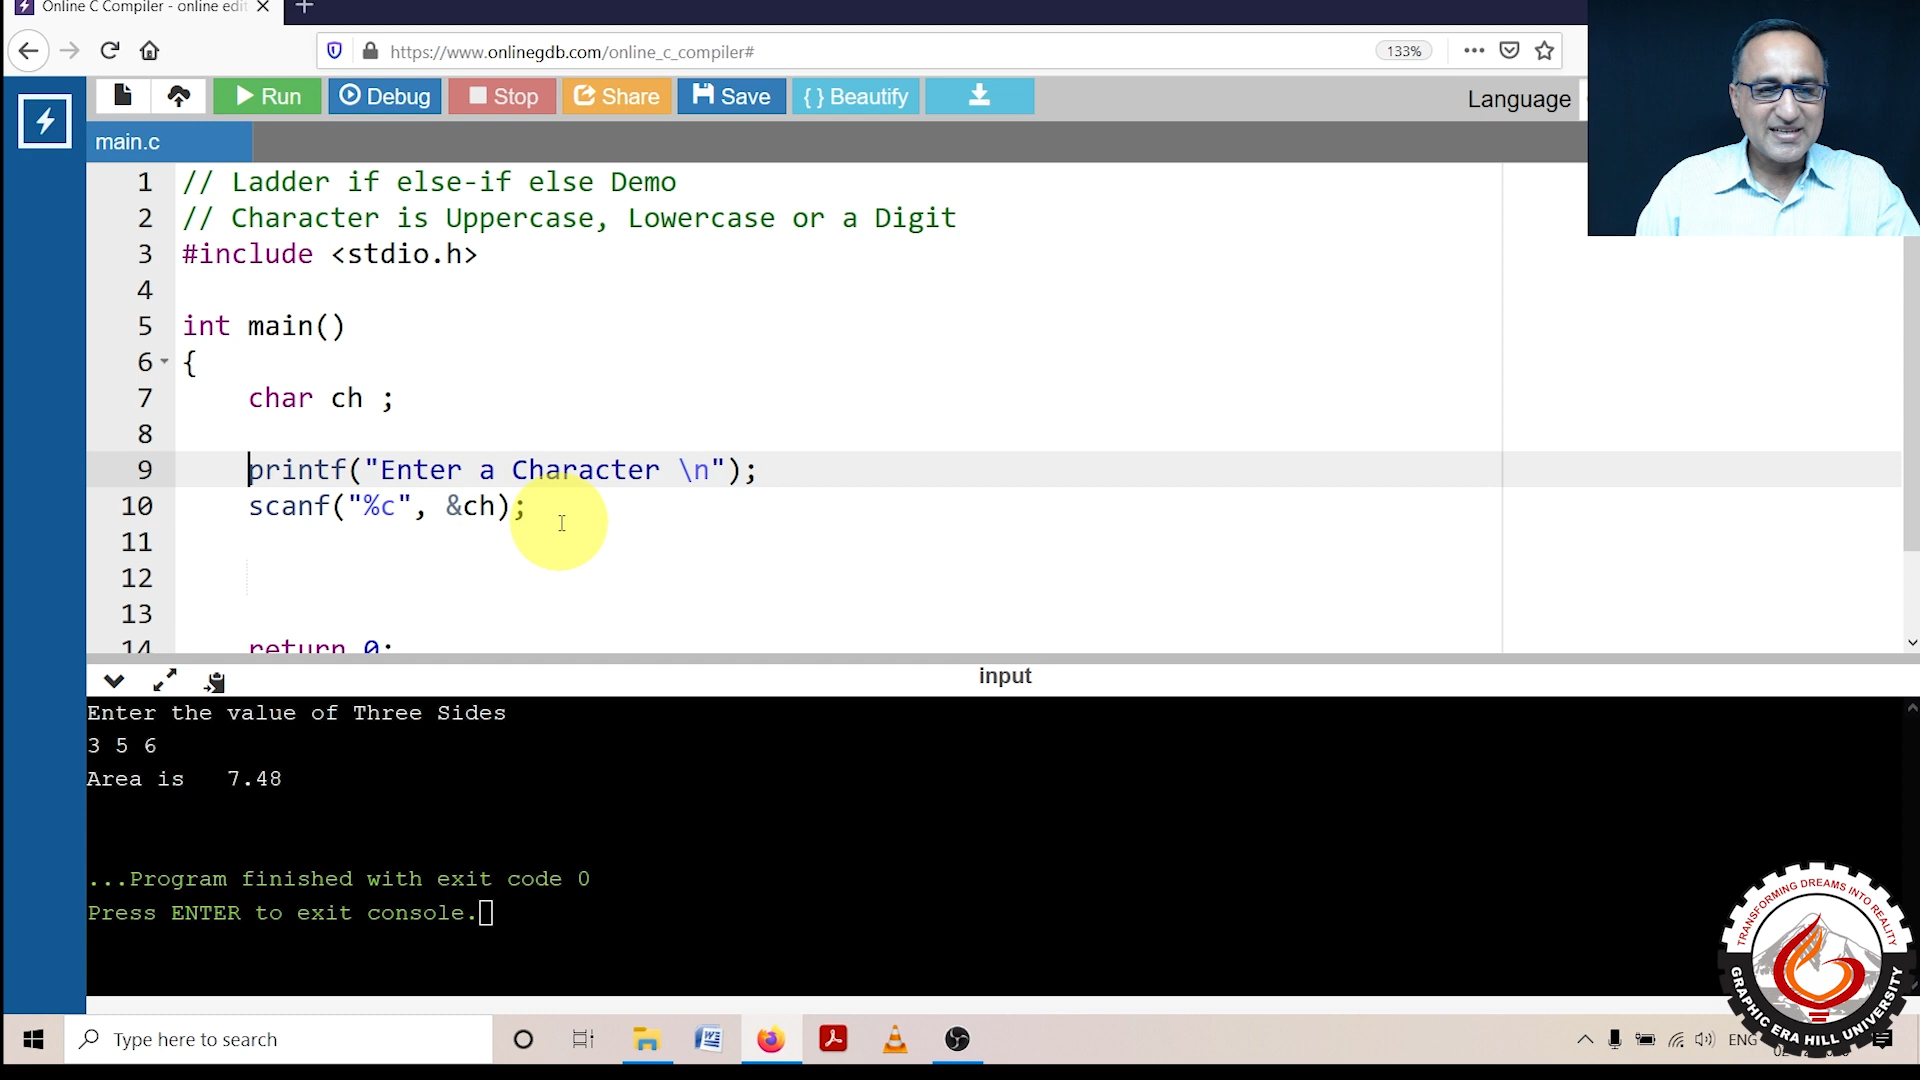 Online C Compiler - online edit
https://www.onlinegdb.com/online_c_compiler#
133%
Run
Debug
Stop
Share
Save
{ } Beautify
Language
main.c
1 // Ladder if else-if else Demo
2 // Character is Uppercase, Lowercase or a Digit
3 #include <stdio.h>
4
5 int main()
6 {
7 char ch ;
8
9 printf("Enter a Character \n");
10 scanf("%c", &ch);
11
12
13
14 return 0;
input
Enter the value of Three Sides
3 5 6
Area is 7.48
...Program finished with exit code 0
Press ENTER to exit console.
TRANSFORMING DREAMS INTO REALITY
GRAPHIC ERA HILL UNIVERSITY
Type here to search
ENG